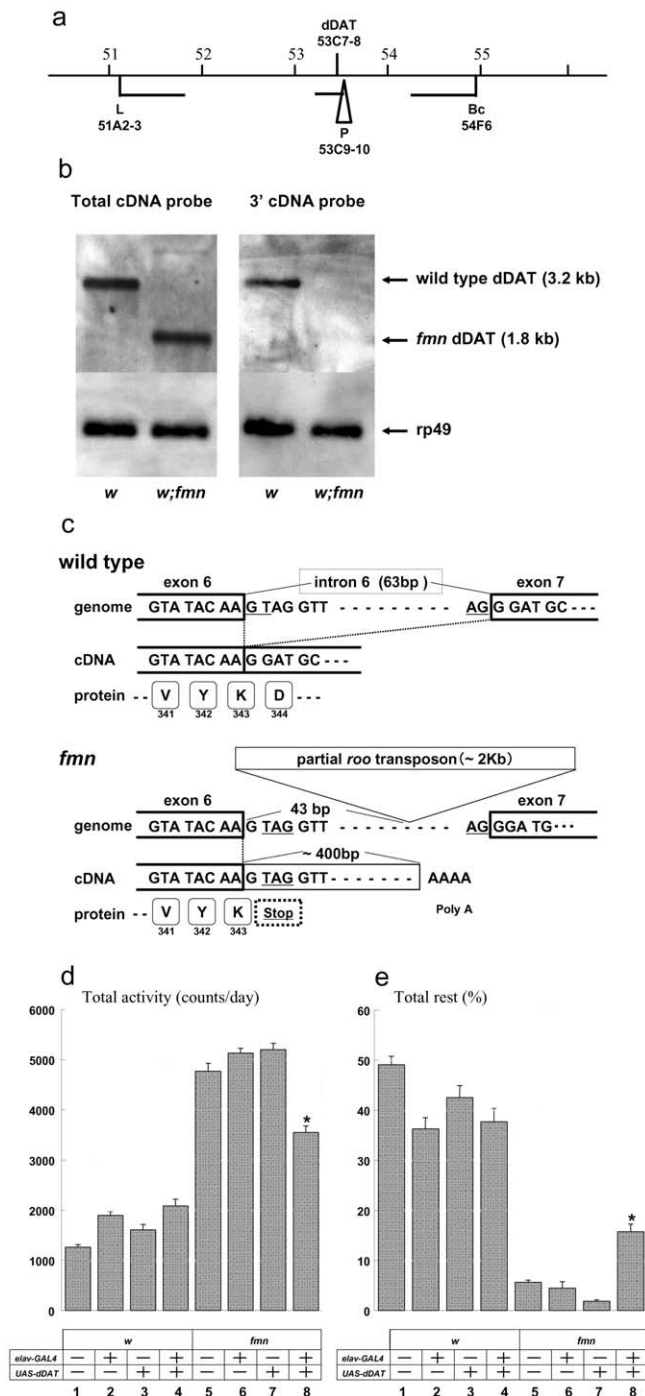 a
dDAT
53C7-8
51 52 53 54 55
L
51A2-3
P
53C9-10
Bc
54F6
b
Total cDNA probe 3' cDNA probe
wild type dDAT (3.2 kb)
fmn dDAT (1.8 kb)
rp49
w w;fmn w w;fmn
c
wild type
exon 6 intron 6 (63bp) exon 7
genome GTA TAC AAG TAG GTT - - - - - - - - - AG G GAT GC ---
cDNA GTA TAC AAG GAT GC ---
protein -- V Y K D ---
341 342 343 344
fmn
partial roo transposon (~ 2Kb)
exon 6 43 bp exon 7
genome GTA TAC AAG TAG GTT - - - - - - - - - AG GGA TG ---
~ 400bp
cDNA GTA TAC AAG TAG GTT - - - - - - - AAAA
protein -- V Y K Stop Poly A
341 342 343
d e
Total activity (counts/day) Total rest (%)
6000 60
5000 50
4000 40
* *
3000 30
2000 20
1000 10
0 0
w fmn w fmn
elav-GAL4 — + — + — + — + elav-GAL4 — + — + — + — +
UAS-dDAT — — + + — — + + UAS-dDAT — — + + — — + +
1 2 3 4 5 6 7 8 1 2 3 4 5 6 7 8